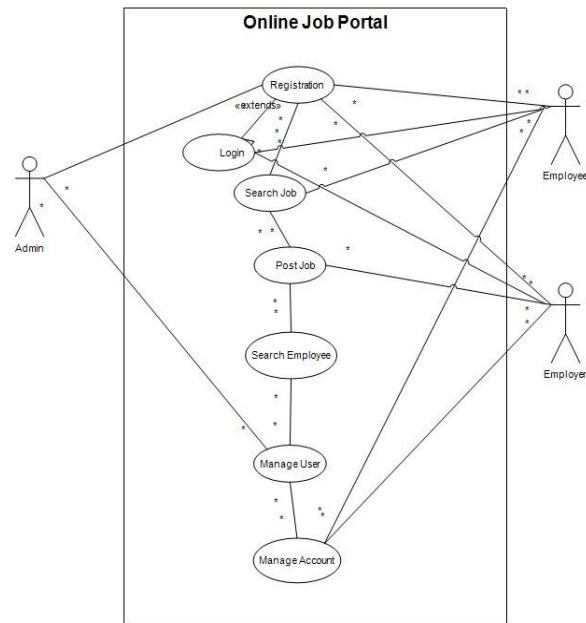 Online Job Portal
Registration
«extends»
* *
*
*
*
*
*
*
Login
*
*
*
Employee
Search Job
*
*
*
Admin
* *
*
Post Job
* *
*
*
*
*
Search Employee
Employer
*
*
*
Manage User
*
*
*
*
*
Manage Account